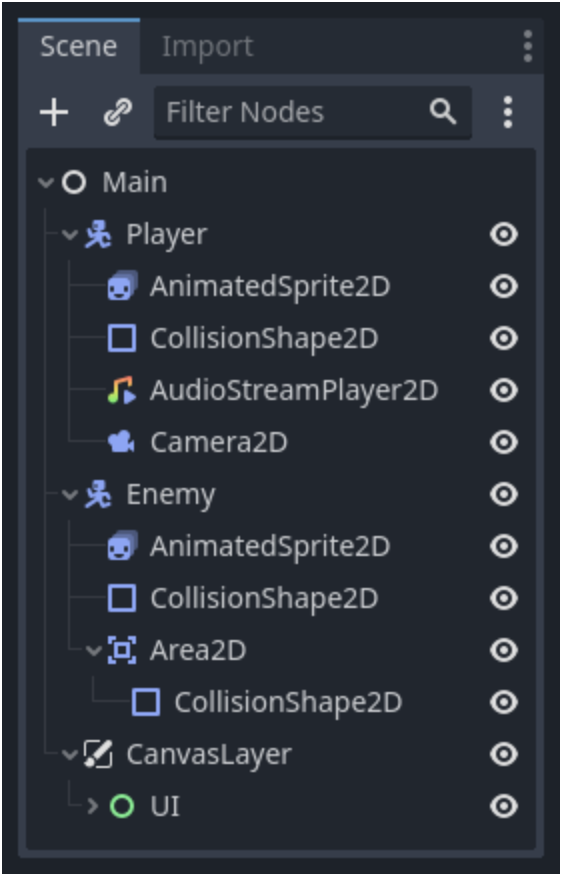 Scene Import
Filter Nodes
Main
Player
AnimatedSprite2D
CollisionShape2D
AudioStreamPlayer2D
Camera2D
Enemy
AnimatedSprite2D
CollisionShape2D
Area2D
CollisionShape2D
CanvasLayer
UI